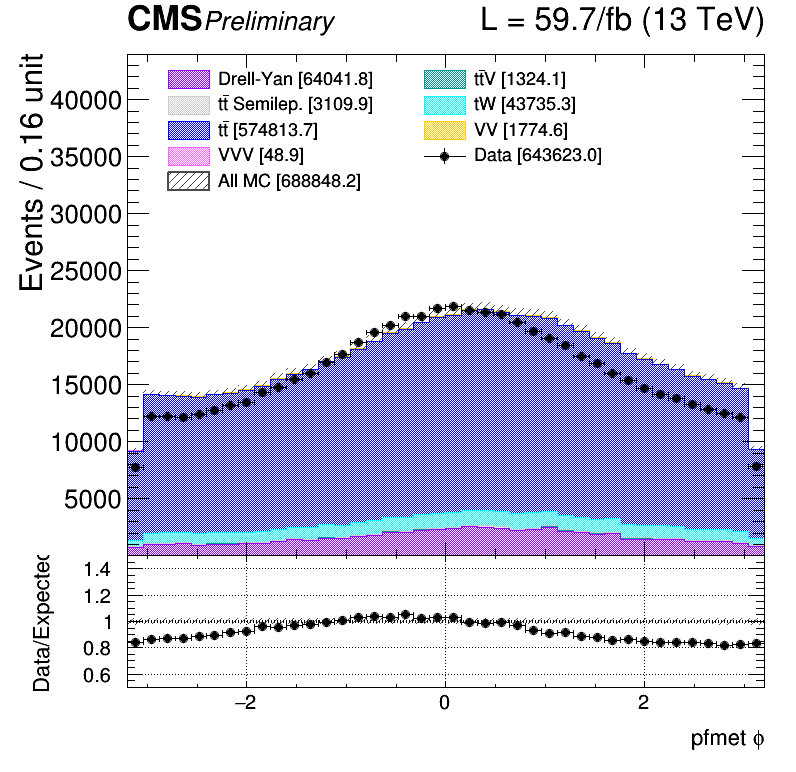 CMS Preliminary L = 59.7/fb (13 TeV)
Events / 0.16 unit
Drell-Yan [64041.8]
tt̄ Semilep. [3109.9]
tt̄ [574813.7]
VVV [48.9]
All MC [688848.2]
tt̄V [1324.1]
tW [43735.3]
VV [1774.6]
Data [643623.0]
40000
35000
30000
25000
20000
15000
10000
5000
Data/Expected
1.4
1.2
1
0.8
0.6
−2 0 2
pfmet ϕ